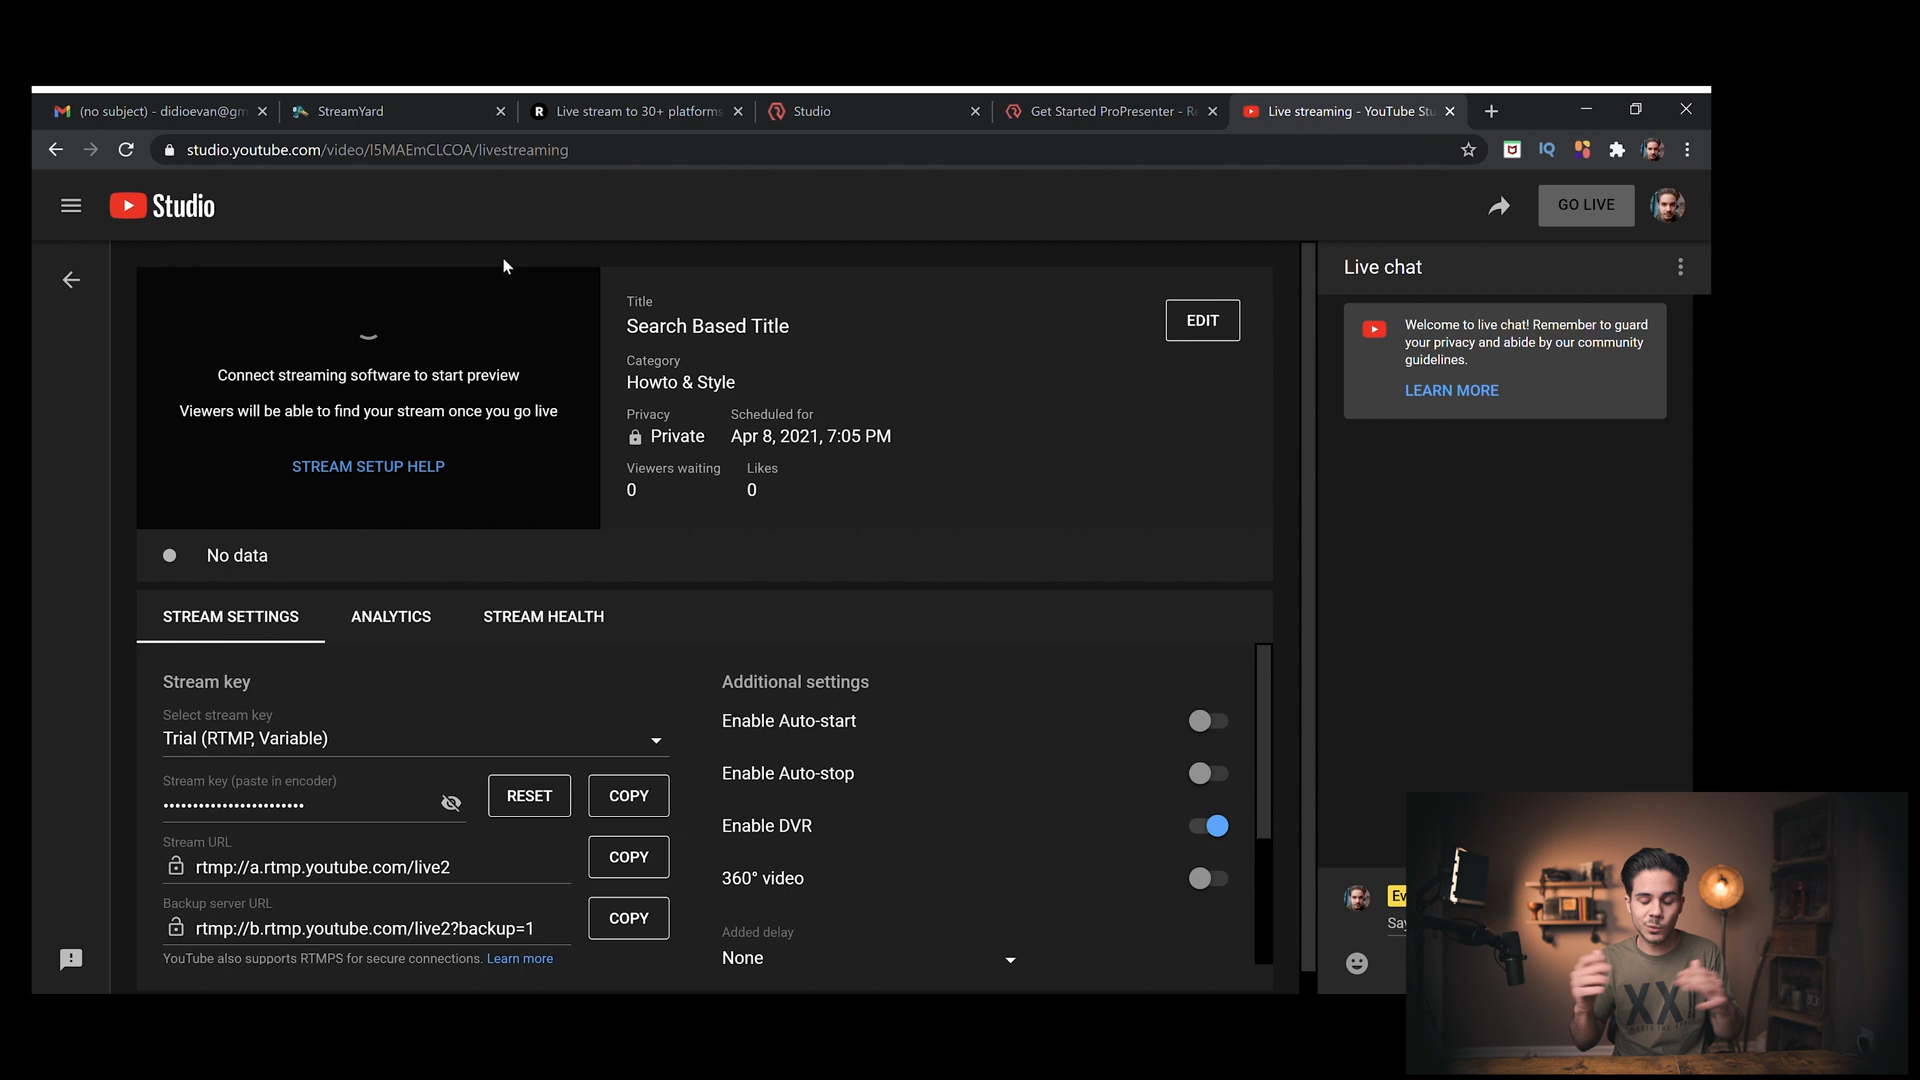 (no subject) - didioevan@gm
StreamYard
Live stream to 30+ platforms
Studio
Get Started ProPresenter - Re
Live streaming - YouTube Stu
studio.youtube.com/video/l5MAEmCLCOA/livestreaming
IQ
Studio
GO LIVE
Connect streaming software to start preview
Viewers will be able to find your stream once you go live
STREAM SETUP HELP
Title
Search Based Title
EDIT
Category
Howto & Style
Privacy
Scheduled for
Private
Apr 8, 2021, 7:05 PM
Viewers waiting
Likes
0
0
Live chat
Welcome to live chat! Remember to guard
your privacy and abide by our community
guidelines.
LEARN MORE
No data
STREAM SETTINGS
ANALYTICS
STREAM HEALTH
Stream key
Select stream key
Trial (RTMP, Variable)
Stream key (paste in encoder)
••••••••••••••••••••••••
RESET
COPY
Stream URL
rtmp://a.rtmp.youtube.com/live2
COPY
Backup server URL
rtmp://b.rtmp.youtube.com/live2?backup=1
COPY
YouTube also supports RTMPS for secure connections. Learn more
Additional settings
Enable Auto-start
Enable Auto-stop
Enable DVR
360° video
Added delay
None
Ev
Say
XXI